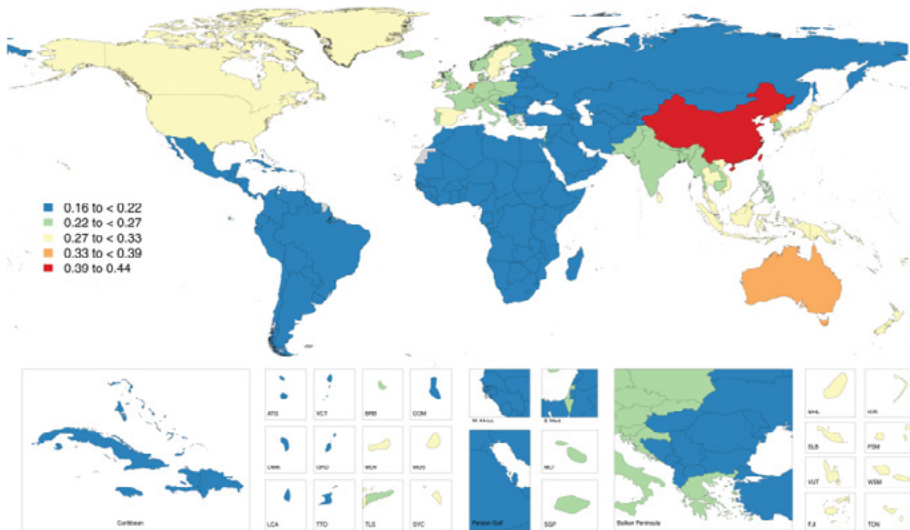 0.16 to < 0.22
0.22 to < 0.27
0.27 to < 0.33
0.33 to < 0.39
0.39 to 0.44
Caribbean
ATG
VCT
BRB
COM
DMA
GRD
MDV
MUS
LCA
TTO
TLS
SYC
W Africa
E Med.
Persian Gulf
MLT
SGP
Balkan Peninsula
MHL
KIR
SLB
FSM
VUT
WSM
FJI
TON